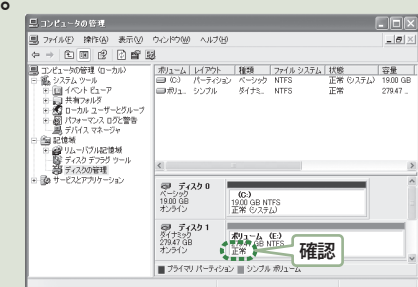 コンピュータの管理
ファイル(F) 操作(A) 表示(V) ウィンドウ(W) ヘルプ(H)
コンピュータの管理 (ローカル)
システム ツール
イベント ビューア
共有フォルダ
ローカル ユーザーとグループ
パフォーマンス ログと警告
デバイス マネージャ
記憶域
リムーバブル記憶域
ディスク デフラグ ツール
ディスクの管理
サービスとアプリケーション
ボリューム レイアウト 種類 ファイル システム 状態 容量
(C:) パーティション ベーシック NTFS 正常 (システム) 19.00 GB
ボリュ... シンプル ダイナミ... NTFS 正常 279.47 ...
ディスク 0
ベーシック
19.00 GB
オンライン
(C:)
19.00 GB NTFS
正常 (システム)
ディスク 1
ダイナミック
279.47 GB
オンライン
ボリューム (E:)
GB NTFS
正常
確認
プライマリ パーティション シンプル ボリューム